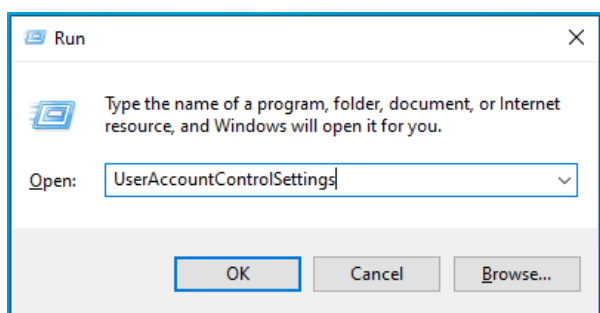 Run
Type the name of a program, folder, document, or Internet
resource, and Windows will open it for you.
Open: UserAccountControlSettings
OK Cancel Browse...